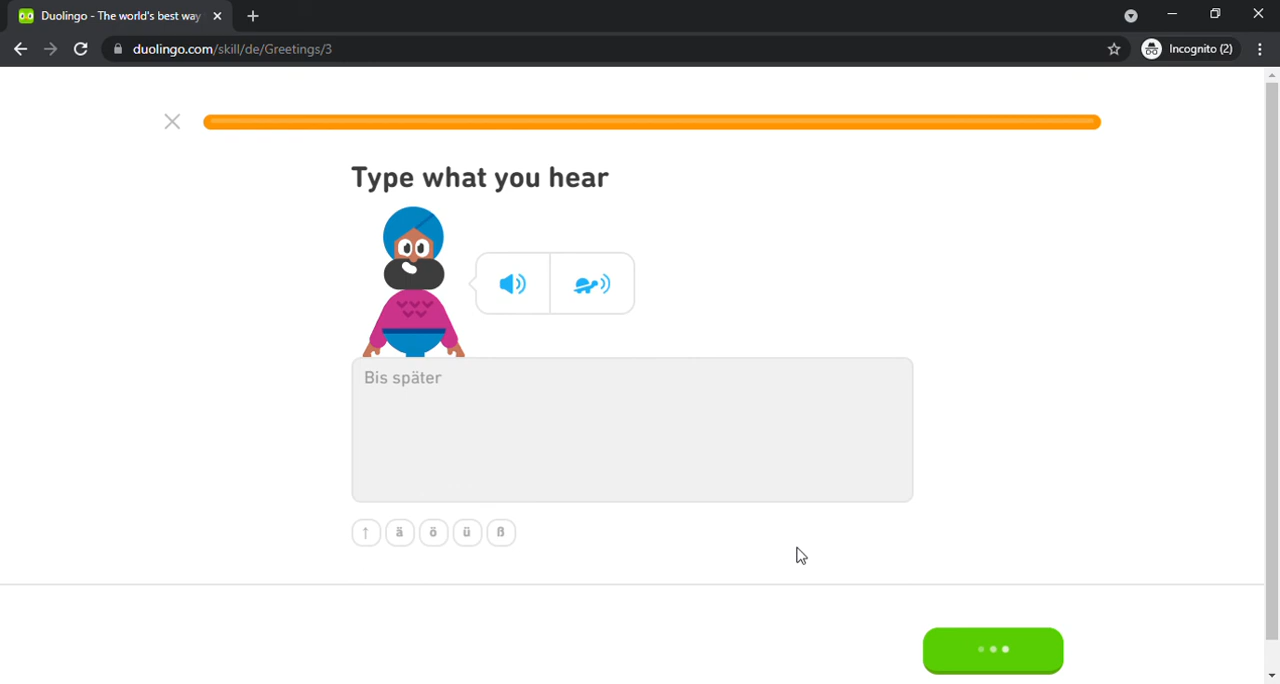 Duolingo - The world's best way
duolingo.com/skill/de/Greetings/3
Incognito (2)
Type what you hear
Bis später
↑ ä ö ü ß